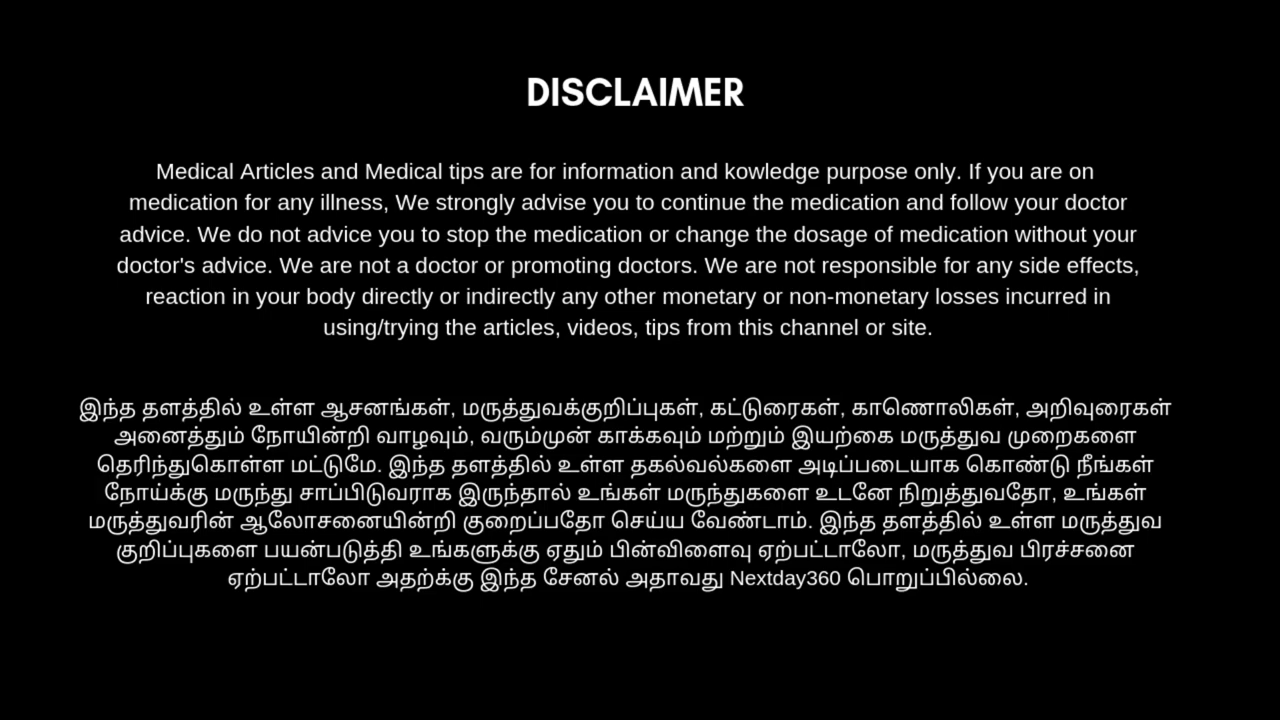 DISCLAIMER
Medical Articles and Medical tips are for information and kowledge purpose only. If you are on
medication for any illness, We strongly advise you to continue the medication and follow your doctor
advice. We do not advice you to stop the medication or change the dosage of medication without your
doctor's advice. We are not a doctor or promoting doctors. We are not responsible for any side effects,
reaction in your body directly or indirectly any other monetary or non-monetary losses incurred in
using/trying the articles, videos, tips from this channel or site.
இந்த தளத்தில் உள்ள ஆசனங்கள், மருத்துவக்குறிப்புகள், கட்டுரைகள், காணொலிகள், அறிவுரைகள்
அனைத்தும் நோயின்றி வாழவும், வரும்முன் காக்கவும் மற்றும் இயற்கை மருத்துவ முறைகளை
தெரிந்துகொள்ள மட்டுமே. இந்த தளத்தில் உள்ள தகல்வல்களை அடிப்படையாக கொண்டு நீங்கள்
நோய்க்கு மருந்து சாப்பிடுவராக இருந்தால் உங்கள் மருந்துகளை உடனே நிறுத்துவதோ, உங்கள்
மருத்துவரின் ஆலோசனையின்றி குறைப்பதோ செய்ய வேண்டாம். இந்த தளத்தில் உள்ள மருத்துவ
குறிப்புகளை பயன்படுத்தி உங்களுக்கு ஏதும் பின்விளைவு ஏற்பட்டாலோ, மருத்துவ பிரச்சனை
ஏற்பட்டாலோ அதற்க்கு இந்த சேனல் அதாவது Nextday360 பொறுப்பில்லை.